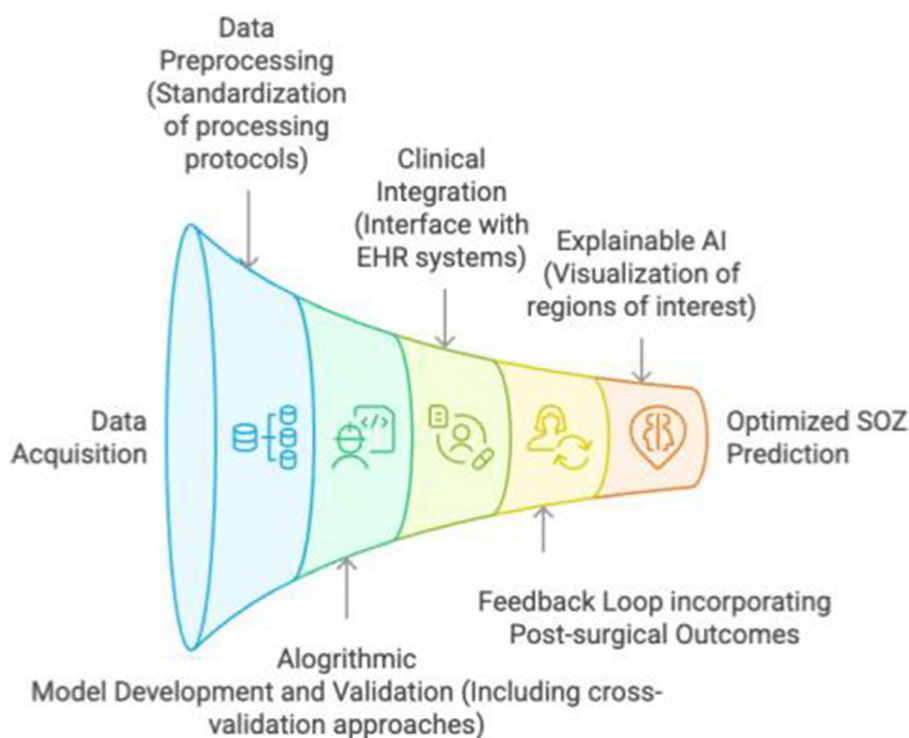 Data
Preprocessing
(Standardization
of processing
protocols)
Clinical
Integration
(Interface with
EHR systems)
Explainable AI
(Visualization of
regions of interest)
Data
Acquisition
</>
Optimized SOZ
Prediction
Feedback Loop incorporating
Post-surgical Outcomes
Alogrithmic
Model Development and Validation (Including cross-
validation approaches)